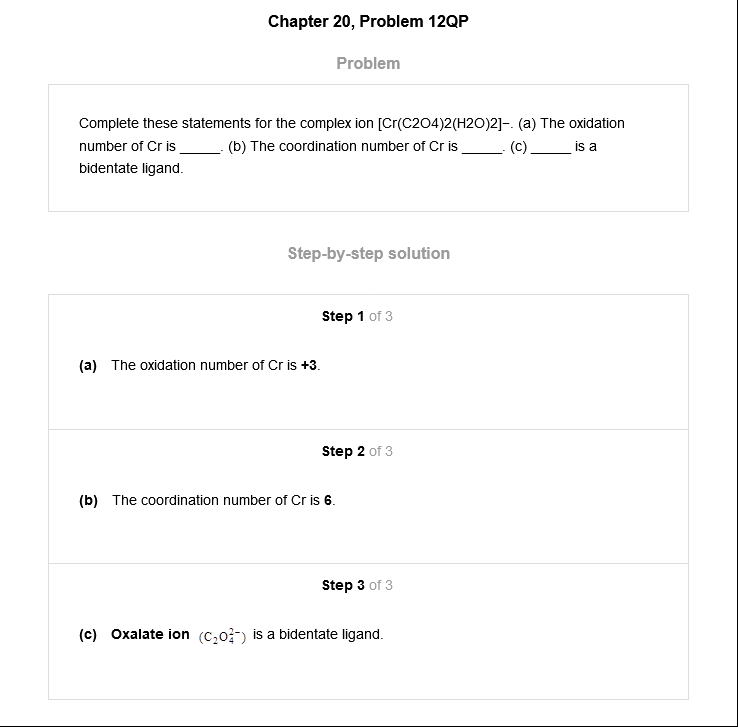 Chapter 20, Problem 12QP
Problem
Complete these statements for the complex ion [Cr(C2O4)2(H2O)2]−. (a) The oxidation
number of Cr is _____. (b) The coordination number of Cr is _____. (c) _____ is a
bidentate ligand.
Step-by-step solution
Step 1 of 3
(a) The oxidation number of Cr is +3.
Step 2 of 3
(b) The coordination number of Cr is 6.
Step 3 of 3
(c) Oxalate ion (C₂O₄²⁻) is a bidentate ligand.